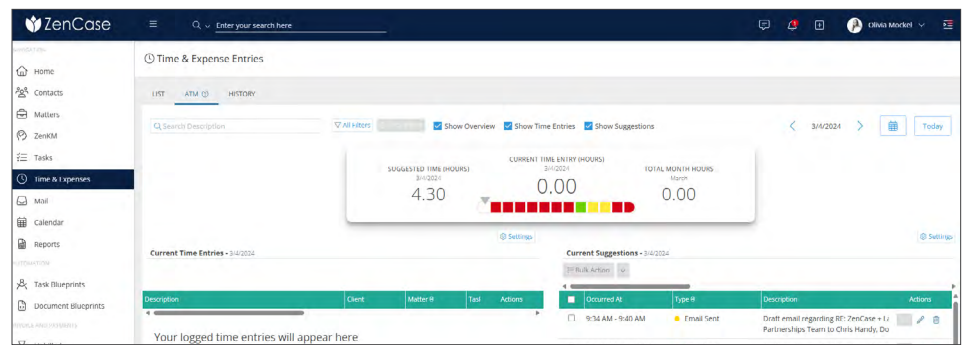 ZenCase
Enter your search here
Olivia Mockel
Home
Contacts
Matters
ZenKM
Tasks
Time & Expenses
Mail
Calendar
Reports
Task Blueprints
Document Blueprints
Time & Expense Entries
LIST ATM HISTORY
Search Description
All Filters
Show Overview Show Time Entries Show Suggestions
3/4/2024
Today
SUGGESTED TIME (HOURS)
3/4/2024
4.30
CURRENT TIME ENTRY (HOURS)
3/4/2024
0.00
TOTAL MONTH HOURS
March
0.00
Settings
Current Time Entries - 3/4/2024
Description Client Matter Task Actions
Your logged time entries will appear here
Settings
Current Suggestions - 3/4/2024
Bulk Action
Occurred At Type Description Actions
9:34 AM - 9:40 AM Email Sent Draft email regarding RE: ZenCase + L
Partnerships Team to Chris Handy, Do